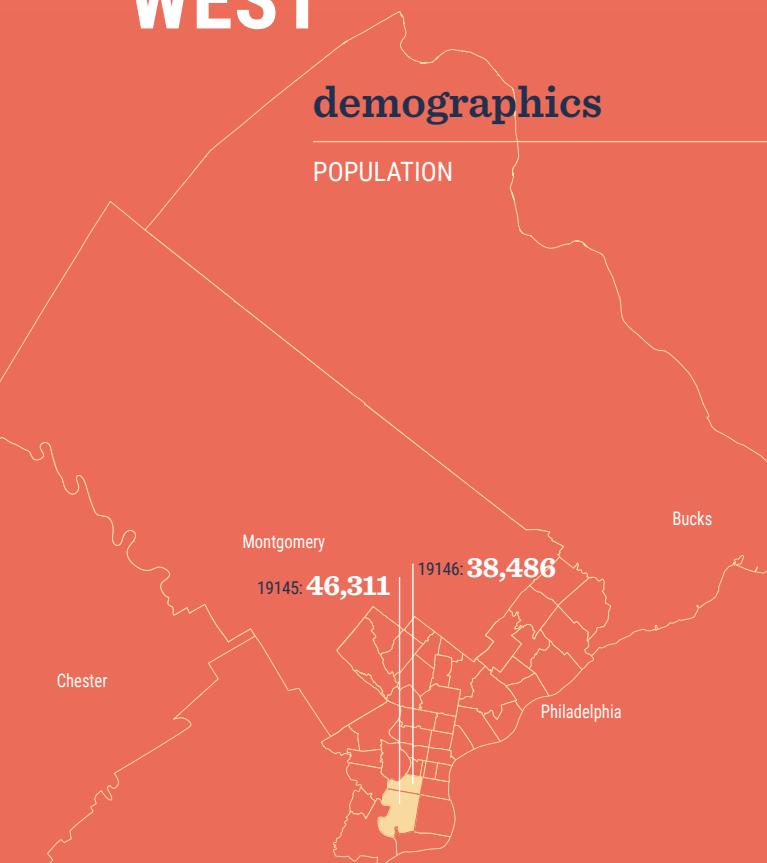 WEST
demographics
POPULATION
Bucks
Montgomery
19146: 38,486
19145: 46,311
Chester
Philadelphia